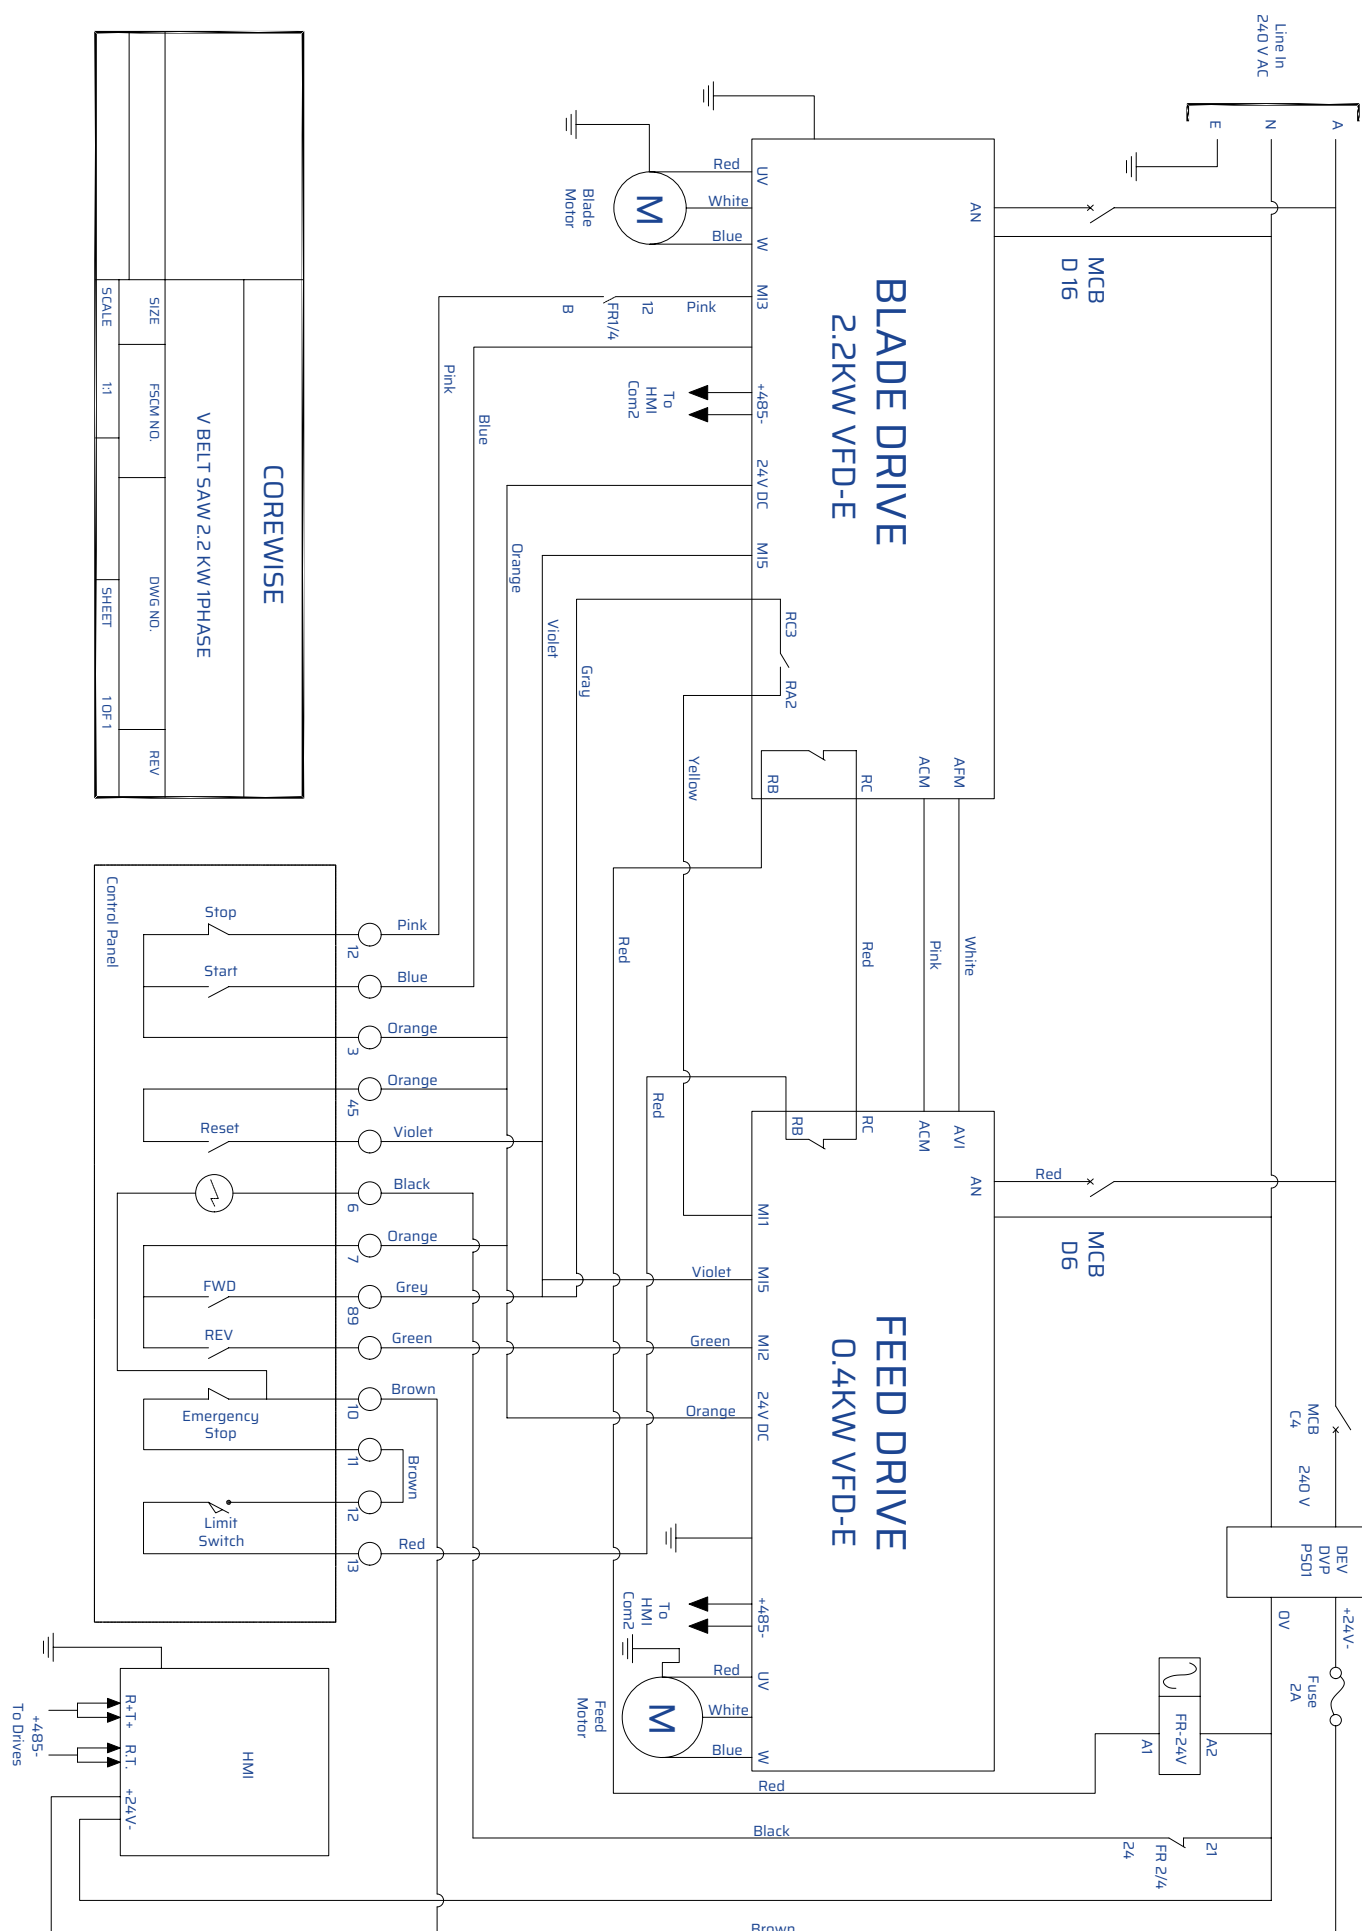 Line In
240 V AC
A
N
E
MCB
D 16
AN
BLADE DRIVE
2.2KW VFD-E
UV
W
MI3
+485-
24V DC
MI5
RC3
RA2
RB
RC
ACM
AFM
Red
White
Blue
M
Blade
Motor
Pink
12
FR1/4
B
To
HMI
Com2
Pink
Blue
Orange
Violet
Gray
Yellow
Red
Red
Pink
White
Red
COREWISE
V BELT SAW 2.2 KW 1PHASE
SIZE
FSCM NO.
DWG NO.
REV
SCALE
1:1
SHEET
1 OF 1
Control Panel
Stop
Start
Reset
FWD
REV
Emergency
Stop
Limit
Switch
Pink
12
Blue
Orange
3
Orange
45
Violet
Black
6
Orange
7
Grey
89
Green
Brown
10
11
Brown
12
Red
13
RB
RC
ACM
AVI
AN
Red
MCB
D6
FEED DRIVE
0.4KW VFD-E
MI1
MI5
Violet
MI2
Green
24V DC
Orange
+485-
To
HMI
Com2
UV
W
Red
White
Blue
M
Feed
Motor
MCB
C4
240 V
DEV
DVP
PS01
0V
+24V-
Fuse
2A
FR-24V
A1
A2
Red
Black
24
FR 2/4
21
HMI
R+T+
R.T.
+24V-
+485-
To Drives
Brown